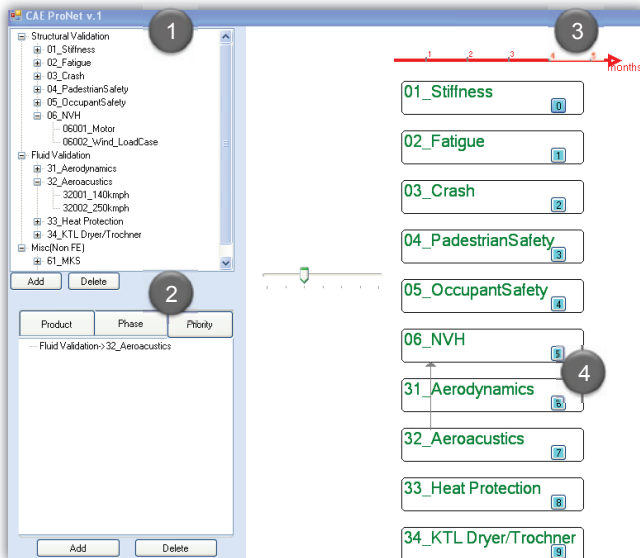 CAE ProNet v.1
1
Structural Validation
01_Stiffness
02_Fatigue
03_Crash
04_PadestrianSafety
05_OccupantSafety
06_NVH
06001_Motor
06002_Wind_LoadCase
Fluid Validation
31_Aerodynamics
32_Aeroacustics
32001_140kmph
32002_250kmph
33_Heat Protection
34_KTL Dryer/Trochner
Misc(Non FE)
61_MKS
Add Delete
2
Product Phase Priority
Fluid Validation->32_Aeroacustics
Add Delete
3
1 2 3 4 5
months
01_Stiffness
0
02_Fatigue
1
03_Crash
2
04_PadestrianSafety
3
05_OccupantSafety
4
06_NVH
5
4
31_Aerodynamics
6
32_Aeroacustics
7
33_Heat Protection
8
34_KTL Dryer/Trochner
9